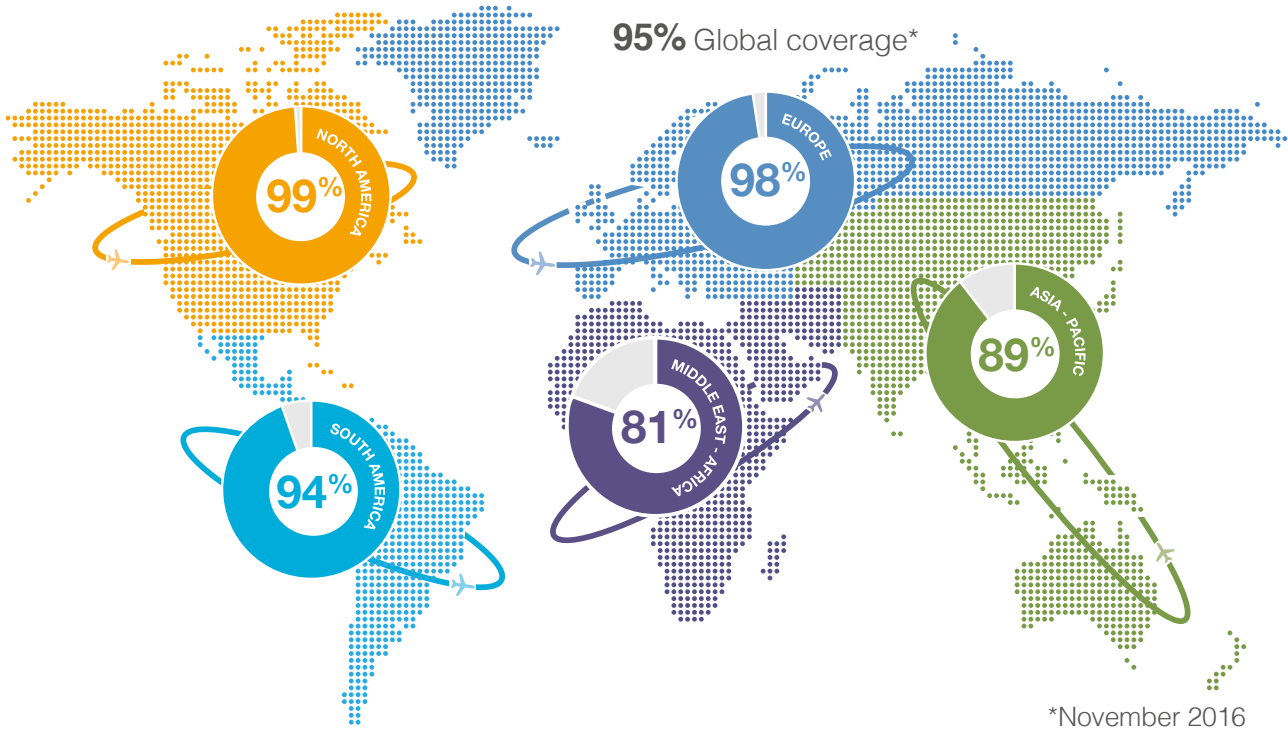 95% Global coverage*
NORTH AMERICA
99%
EUROPE
98%
ASIA - PACIFIC
89%
MIDDLE EAST - AFRICA
81%
SOUTH AMERICA
94%
*November 2016